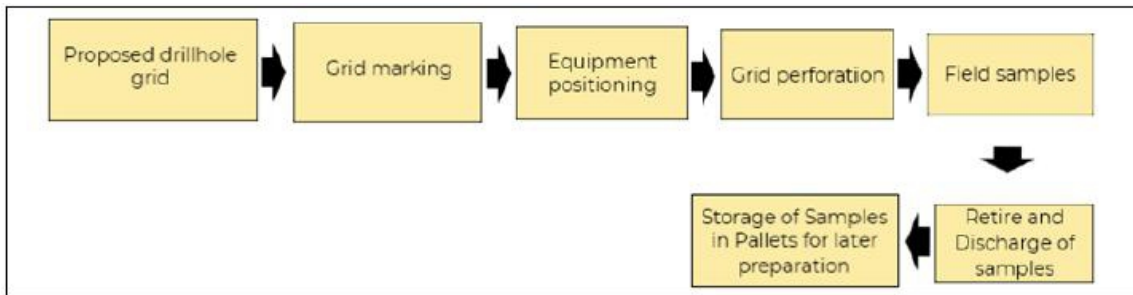 Proposed drillhole
grid
Grid marking
Equipment
positioning
Grid perforation
Field samples
Retire and
Discharge of
samples
Storage of Samples
in Pallets for later
preparation